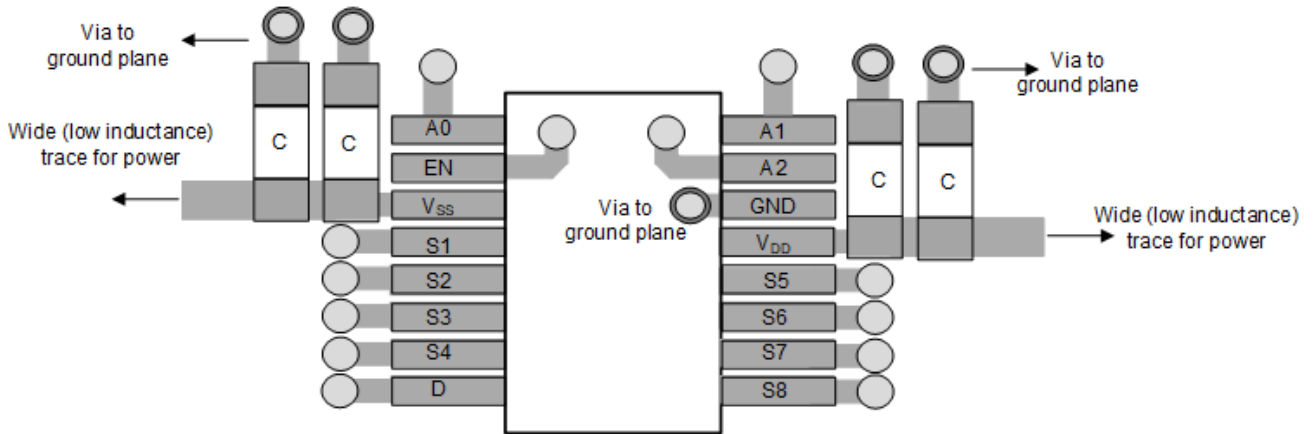 Via to
ground plane
Via to
ground plane
Wide (low inductance)
trace for power
C
C
A0
EN
VSS
S1
S2
S3
S4
D
Via to
ground plane
A1
A2
GND
VDD
S5
S6
S7
S8
C
C
Wide (low inductance)
trace for power